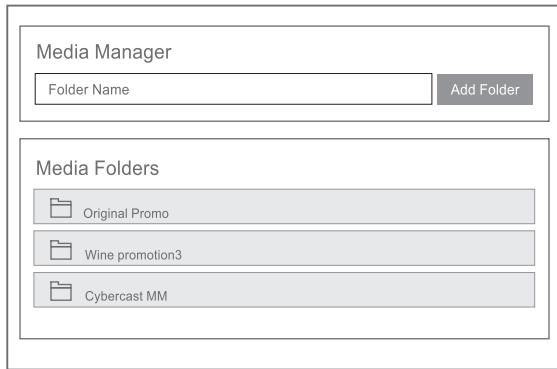 Media Manager
Folder Name
Add Folder
Media Folders
Original Promo
Wine promotion3
Cybercast MM